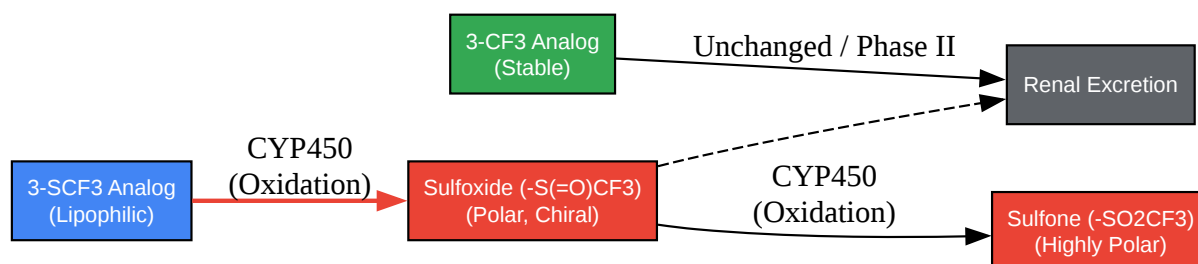 3-CF3 Analog
(Stable)
Unchanged / Phase II
Renal Excretion
3-SCF3 Analog
(Lipophilic)
CYP450
(Oxidation)
Sulfoxide (-S(=O)CF3)
(Polar, Chiral)
CYP450
(Oxidation)
Sulfone (-SO2CF3)
(Highly Polar)